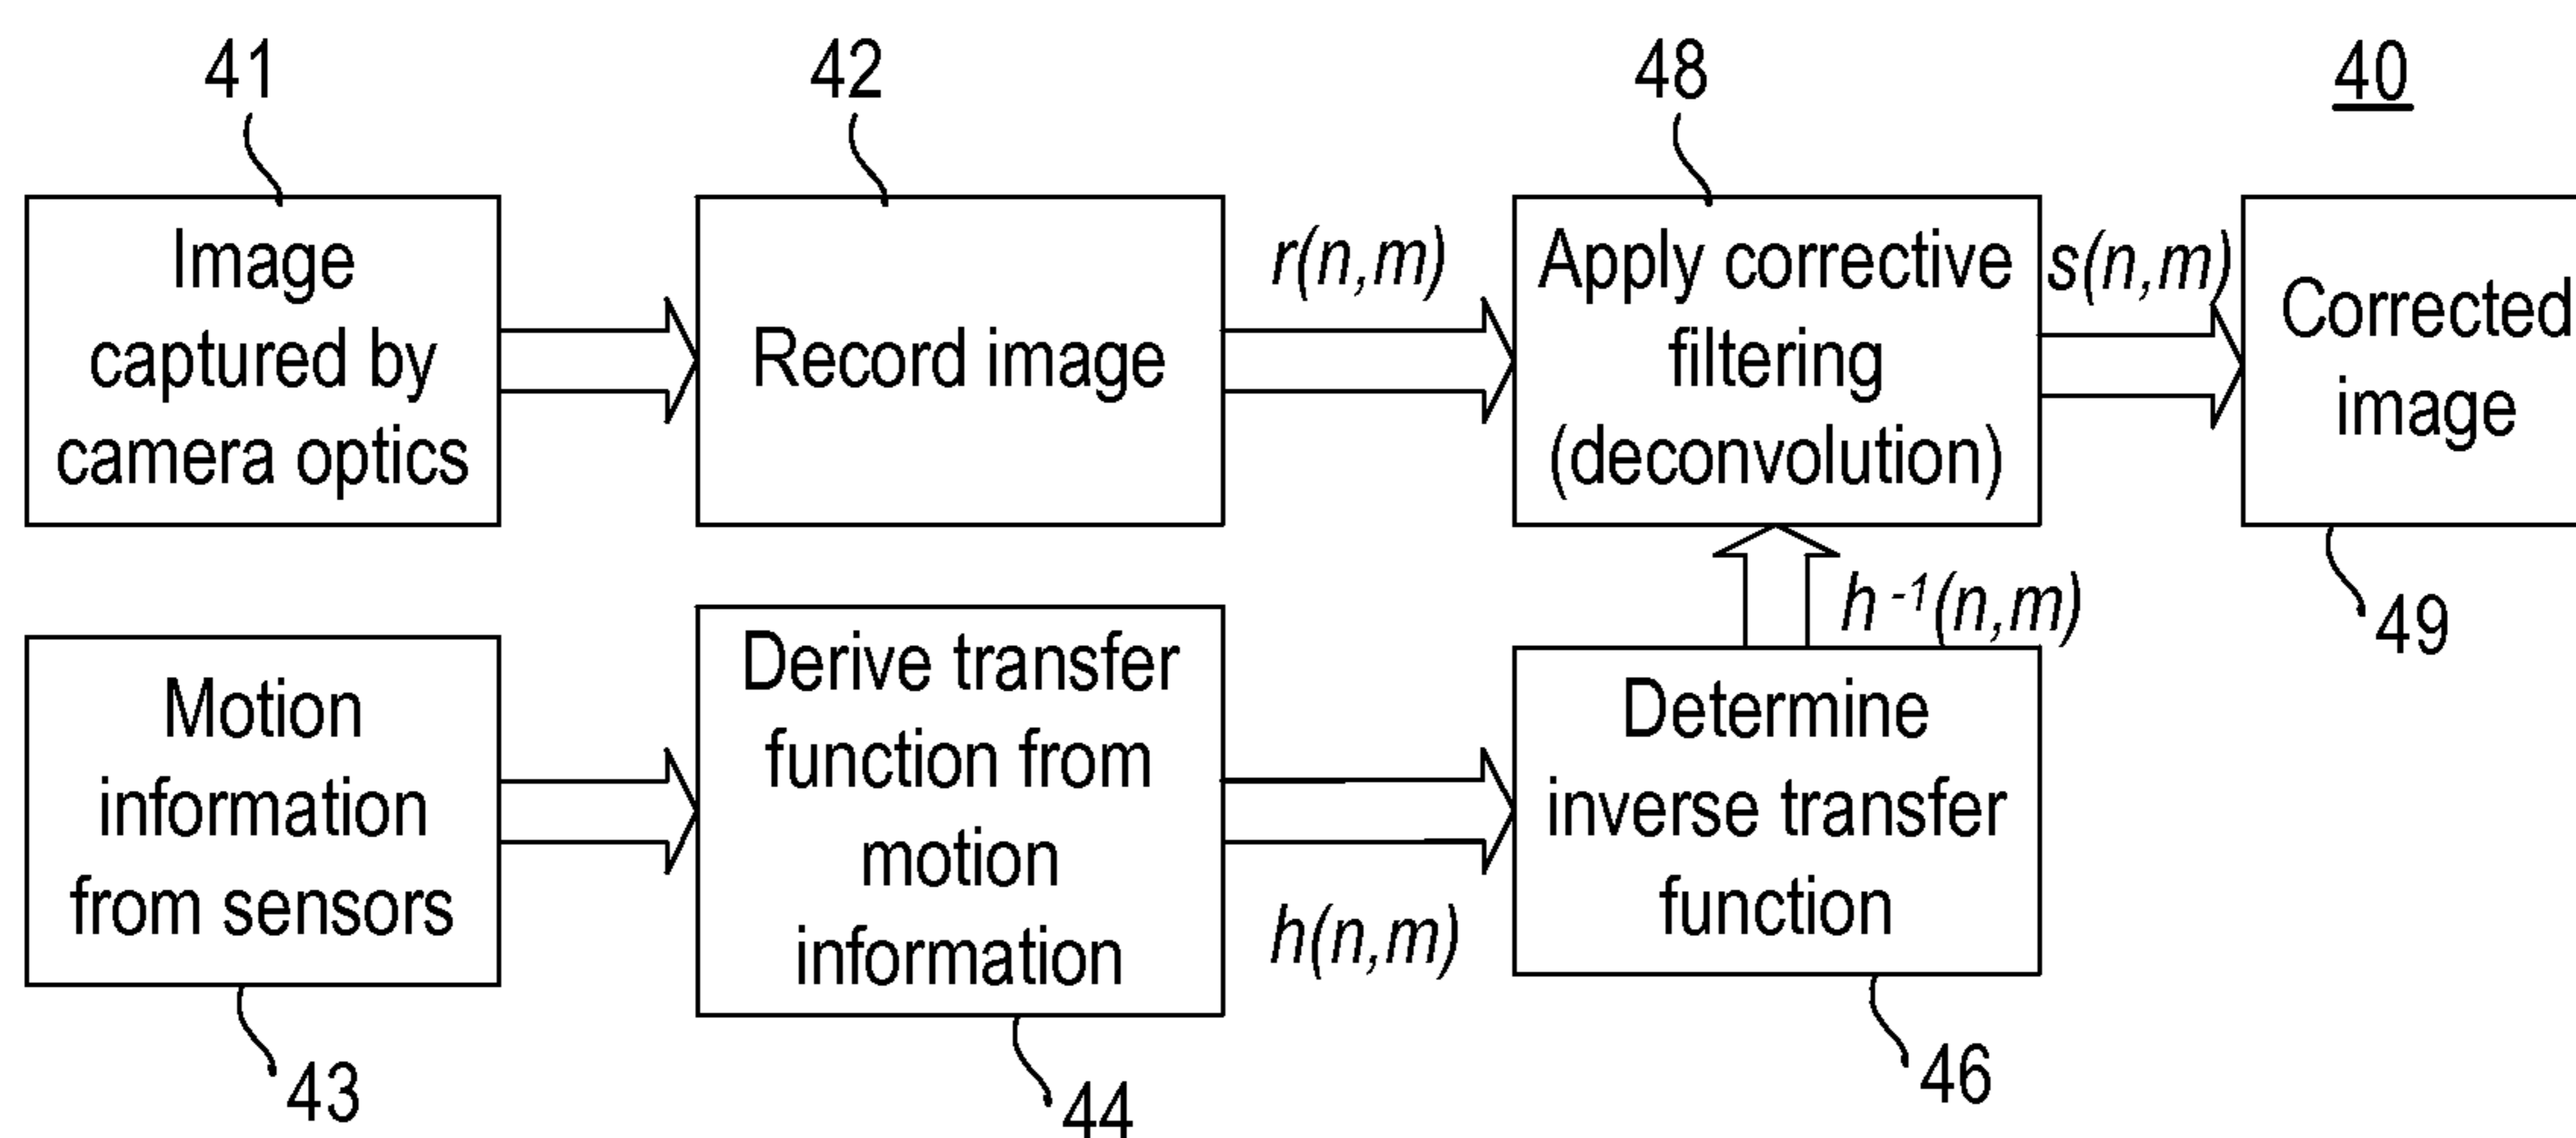 41
42
48
40
Image
captured by
camera optics
Record image
r(n,m)
Apply corrective
filtering
(deconvolution)
s(n,m)
Corrected
image
49
Motion
information
from sensors
43
Derive transfer
function from
motion
information
44
h(n,m)
h⁻¹(n,m)
Determine
inverse transfer
function
46